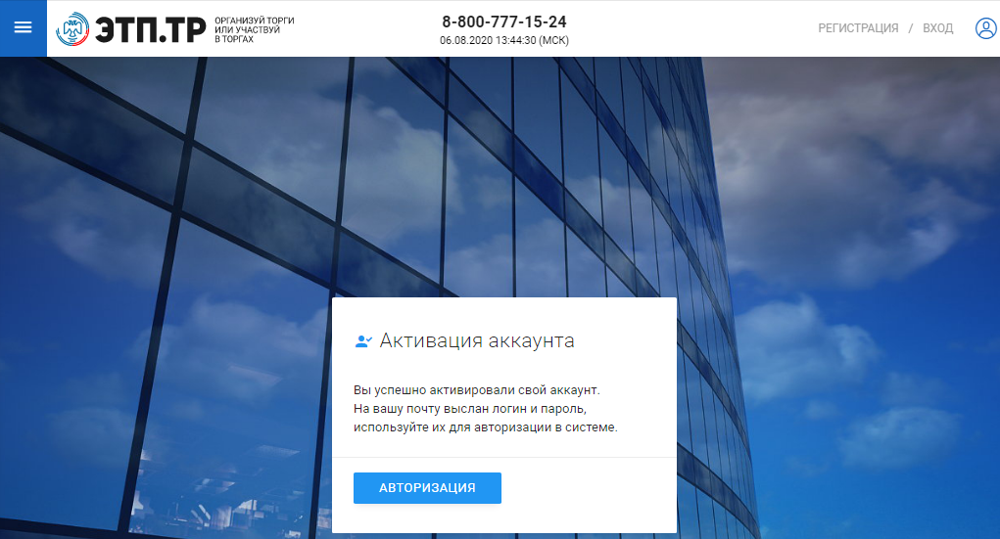 ЭТП.ТР
ОРГАНИЗУЙ ТОРГИ
ИЛИ УЧАСТВУЙ
В ТОРГАХ
8-800-777-15-24
06.08.2020 13:44:30 (МСК)
РЕГИСТРАЦИЯ / ВХОД
Активация аккаунта
Вы успешно активировали свой аккаунт.
На вашу почту выслан логин и пароль,
используйте их для авторизации в системе.
АВТОРИЗАЦИЯ